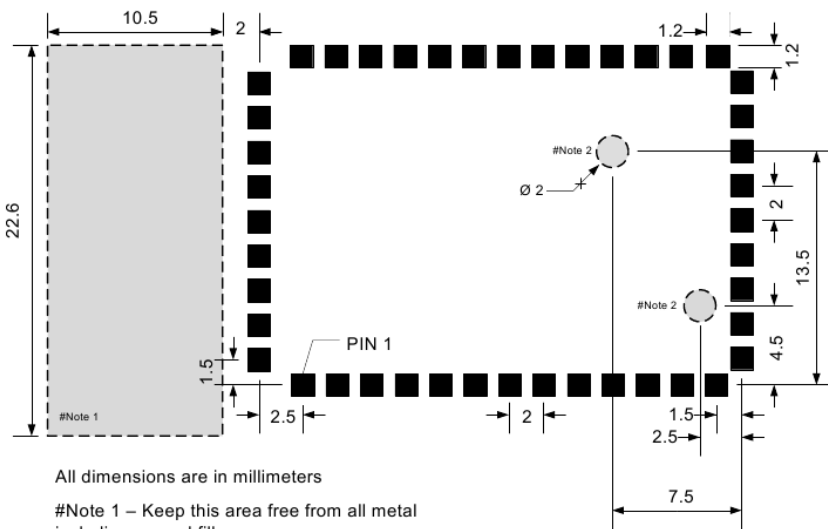 10.5
2
1.2
1.2
22.6
#Note 2
Ø 2
2
13.5
#Note 2
PIN 1
1.5
4.5
#Note 1
2.5
2
1.5
2.5
7.5
All dimensions are in millimeters
#Note 1 – Keep this area free from all metal